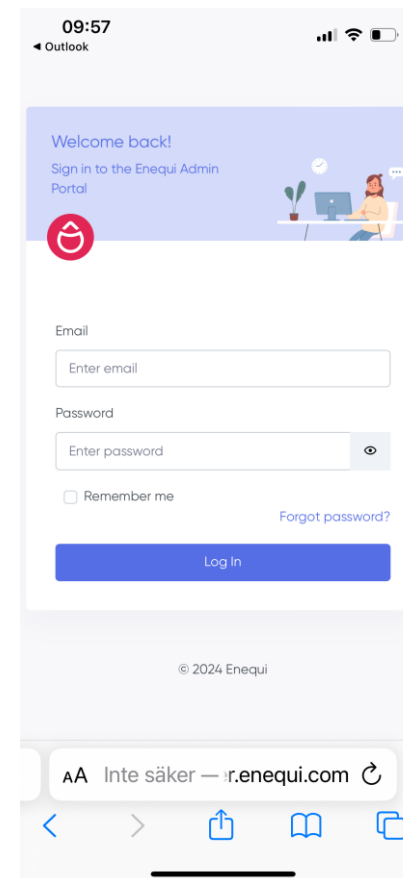 09:57
◀ Outlook
Welcome back!
Sign in to the Enequi Admin
Portal
Email
Enter email
Password
Enter password
Remember me
Forgot password?
Log In
© 2024 Enequi
AA Inte säker — r.enequi.com